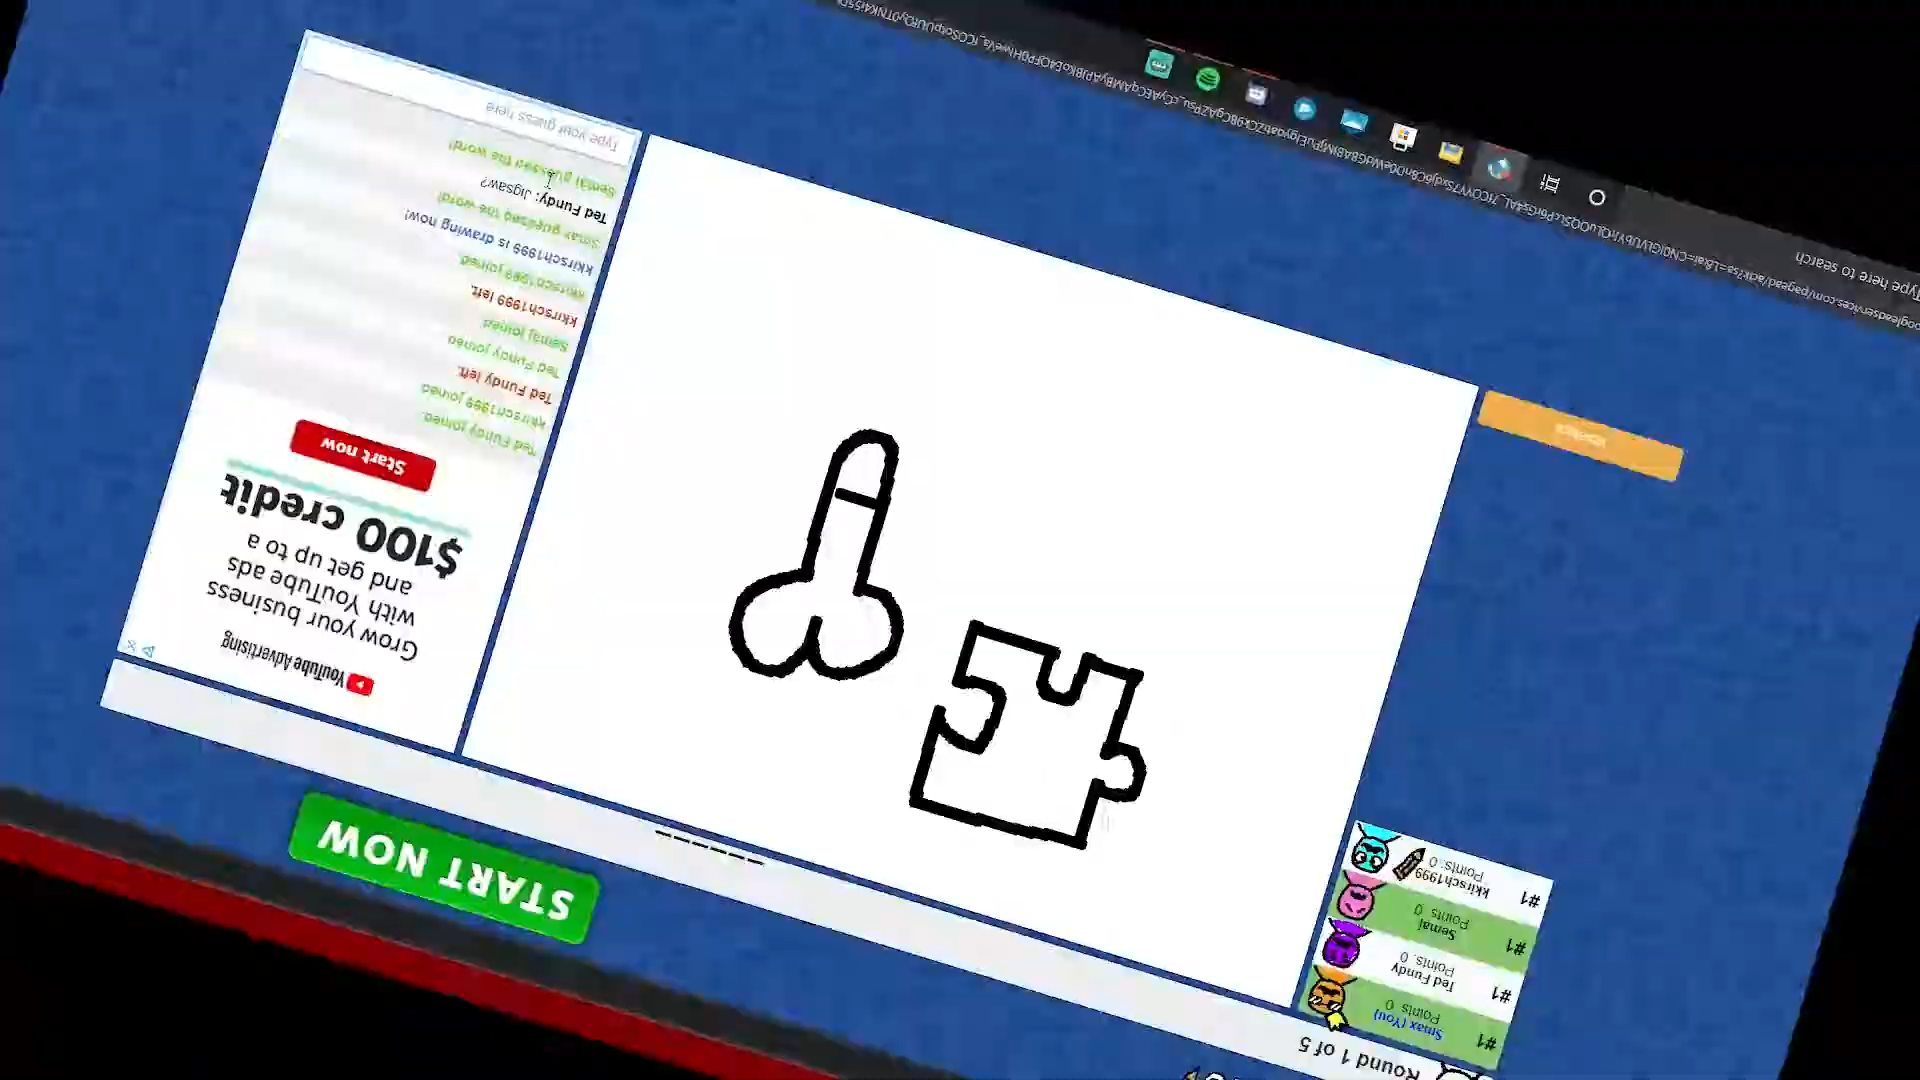 START NOW
Round 1 of 5
#1
Smax (You)
Points: 0
#1
Ted Fundy
Points: 0
#1
Semaj
Points: 0
#1
kkirsch1999
Points: 0
YouTube Advertising
Grow your business
with YouTube ads
and get up to a
$100 credit
Start now
Ted Fundy joined
kkirsch1999 joined
Ted Fundy left.
Ted Fundy joined
Semaj joined
kkirsch1999 left.
kkirsch1999 joined
kkirsch1999 is drawing now!
Smax guessed the word!
Ted Fundy: Jigsaw?
Semaj guessed the word!
Type your guess here
Type here to search